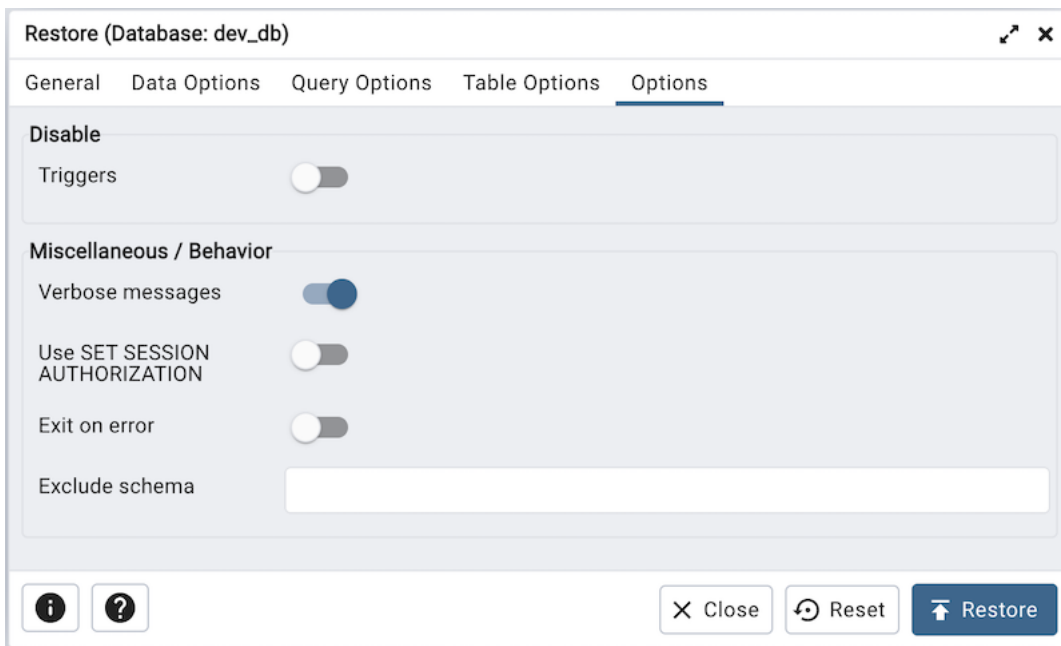 Restore (Database: dev_db)
General Data Options Query Options Table Options Options
Disable
Triggers
Miscellaneous / Behavior
Verbose messages
Use SET SESSION
AUTHORIZATION
Exit on error
Exclude schema
Close Reset Restore